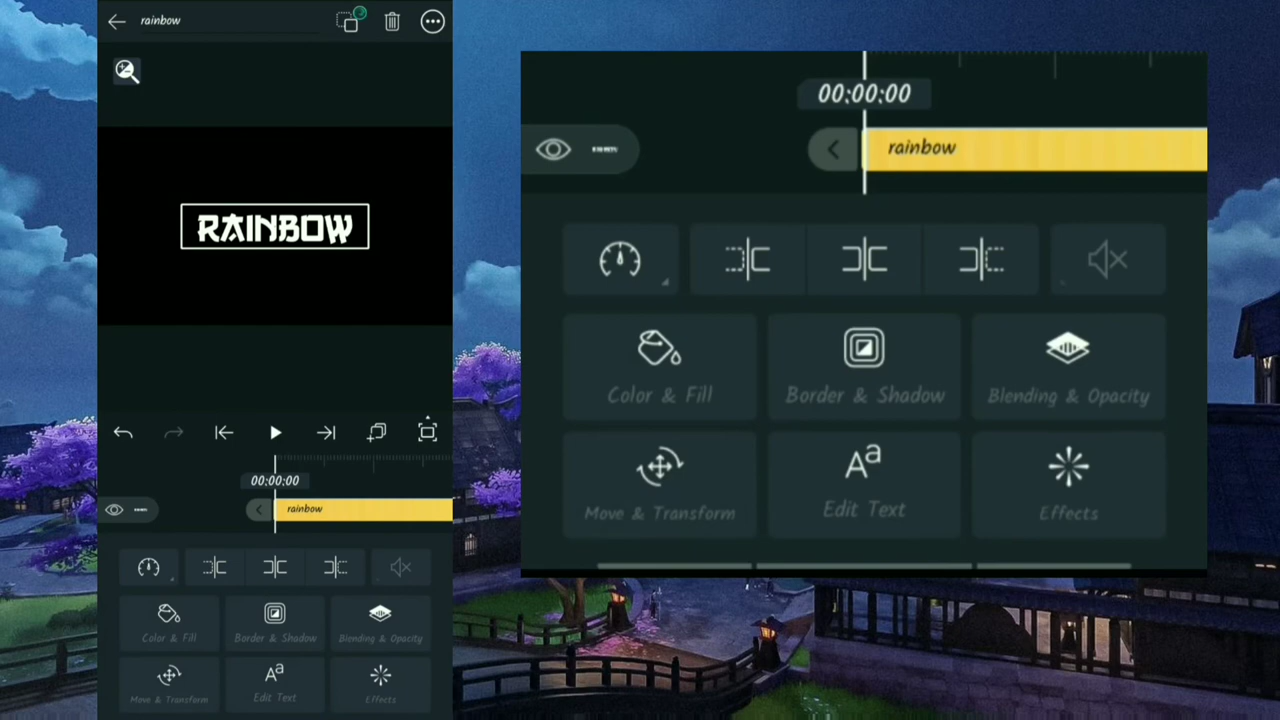 rainbow
RAINBOW
00:00:00
rainbow
Color & Fill
Border & Shadow
Blending & Opacity
Move & Transform
Edit Text
Effects
00:00:00
rainbow
Color & Fill
Border & Shadow
Blending & Opacity
Move & Transform
Edit Text
Effects